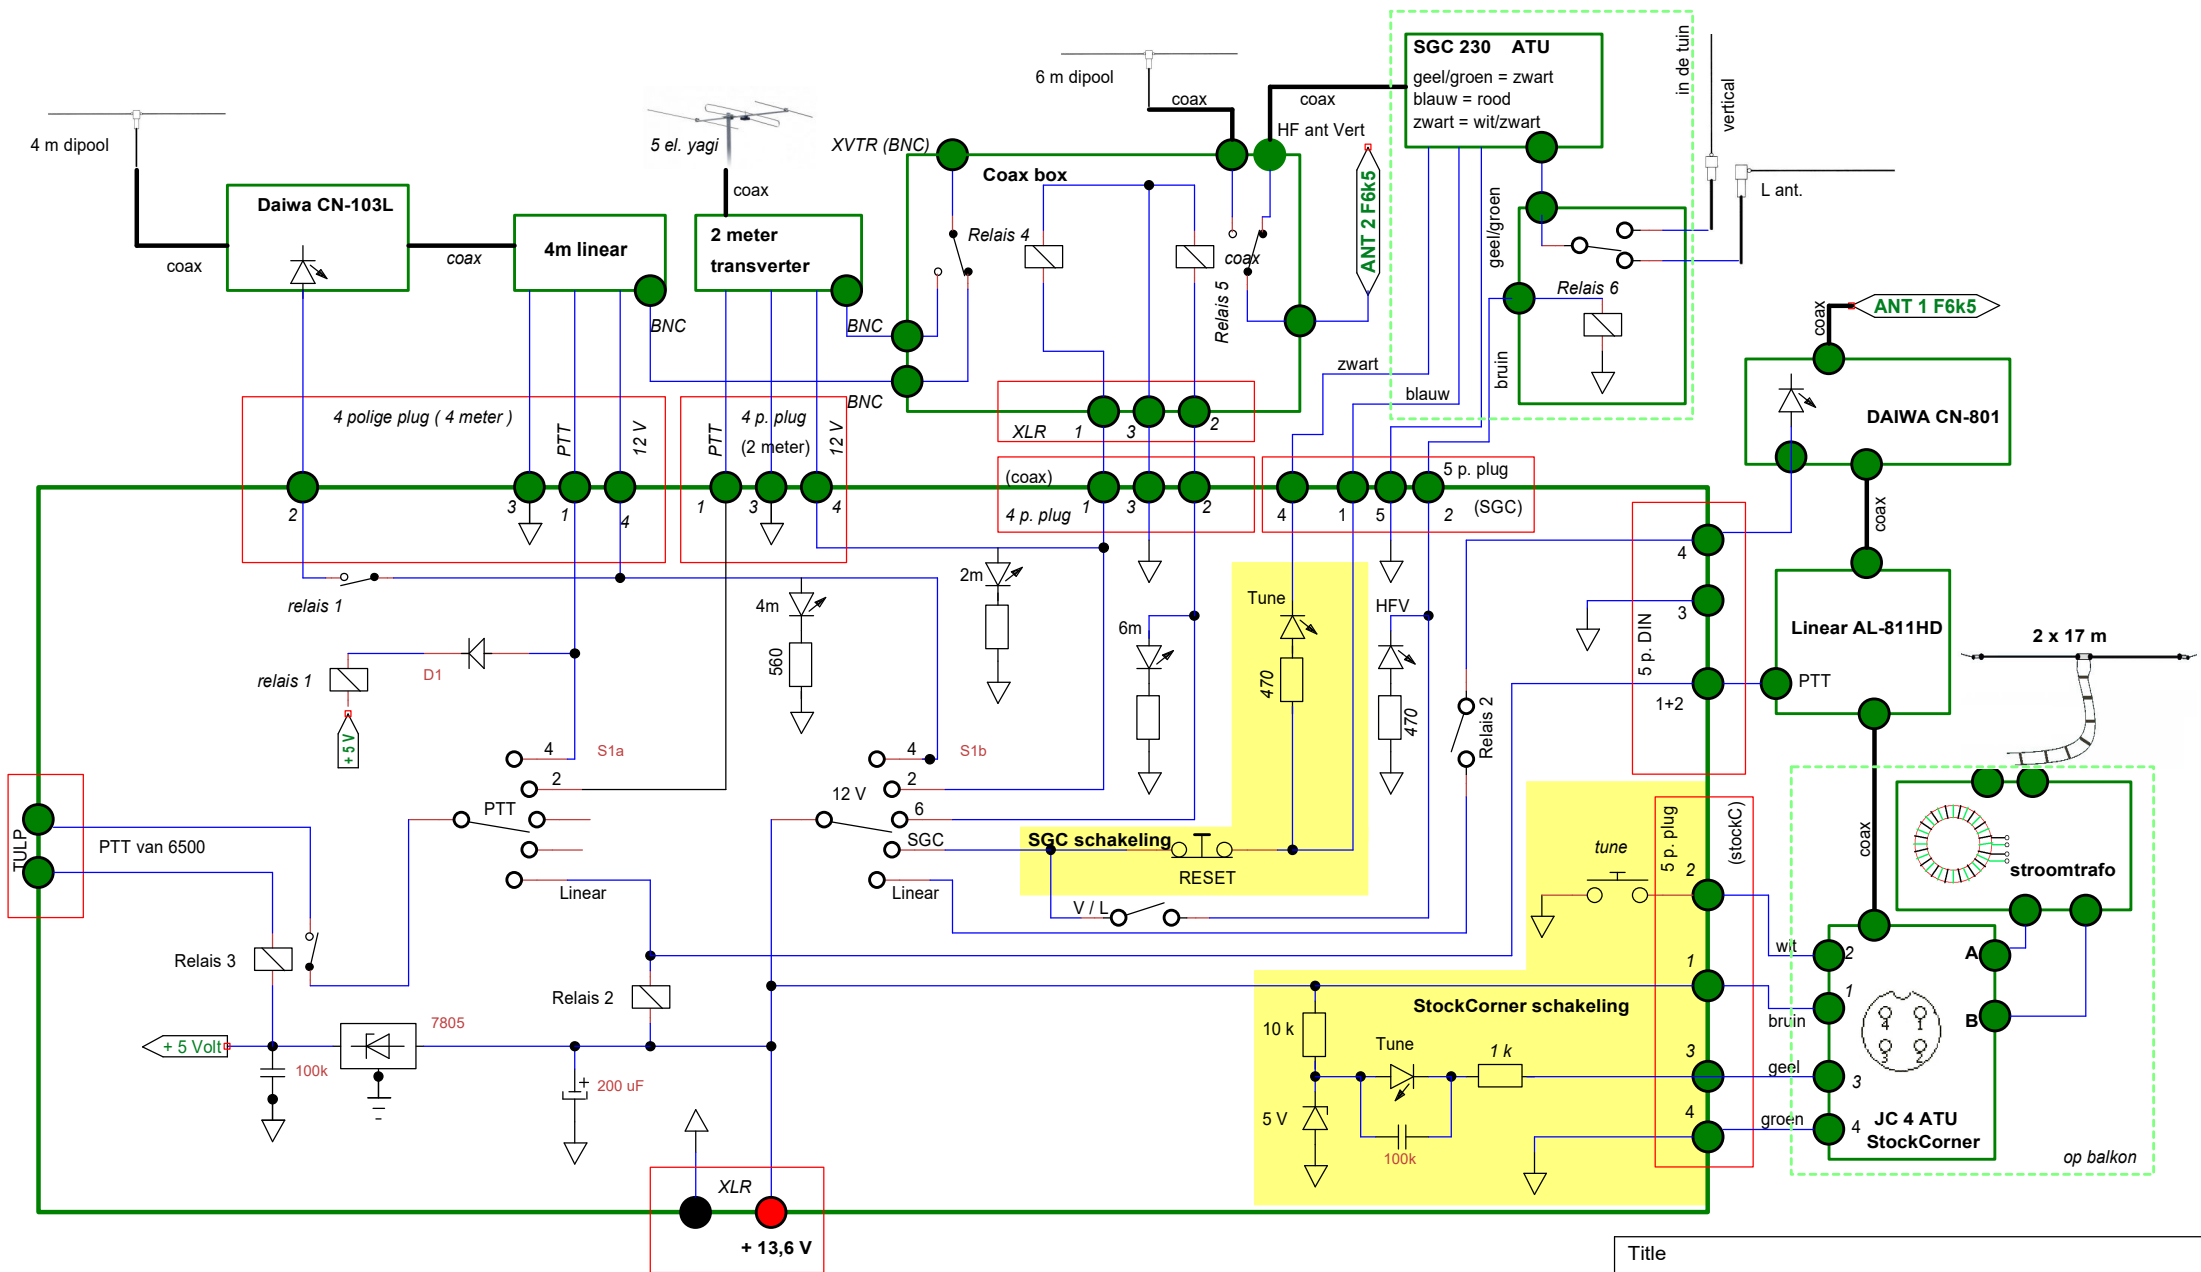 4 m dipool
coax
Daiwa CN-103L
coax
4m linear
BNC
5 el. yagi
coax
2 meter
transverter
BNC
BNC
XVTR (BNC)
6 m dipool
coax
coax
HF ant Vert
Coax box
Relais 4
coax
Relais 5
ANT 2 F6k5
SGC 230 ATU
geel/groen = zwart
blauw = rood
zwart = wit/zwart
in de tuin
vertical
L ant.
geel/groen
Relais 6
bruin
zwart
blauw
ANT 1 F6k5
coax
DAIWA CN-801
coax
Linear AL-811HD
PTT
2 x 17 m
4 polige plug ( 4 meter )
PTT
12 V
2
3
1
4
4 p. plug
(2 meter)
PTT
12 V
1
3
4
XLR
1
3
2
(coax)
4 p. plug
1
3
2
5 p. plug
(SGC)
4
1
5
2
5 p. DIN
4
3
1+2
relais 1
relais 1
D1
+ 5 V
4m
560
2m
6m
Tune
470
HFV
470
Relais 2
S1a
4
2
PTT
Linear
S1b
4
2
12 V
6
SGC
Linear
SGC schakeling
RESET
V / L
TULP
PTT van 6500
Relais 3
Relais 2
+ 5 Volt
7805
100k
200 uF
XLR
+ 13,6 V
tune
5 p. plug
(stockC)
2
1
3
4
StockCorner schakeling
10 k
Tune
1 k
5 V
100k
wit
bruin
geel
groen
coax
stroomtrafo
2
1
3
4
A
B
4
1
3
2
JC 4 ATU
StockCorner
op balkon
Title